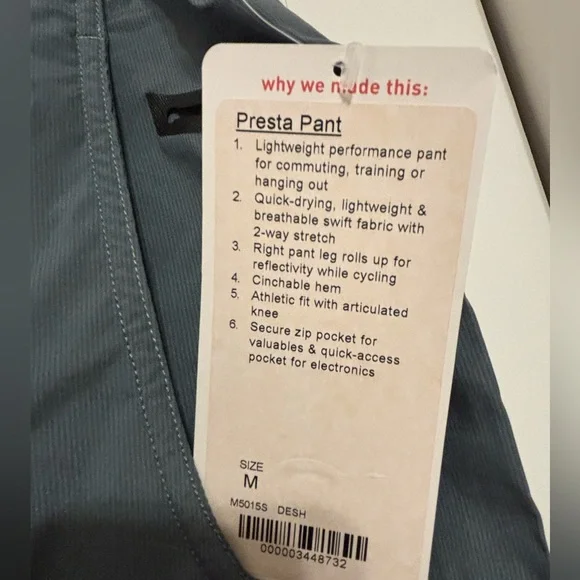 why we made this:
Presta Pant
1. Lightweight performance pant
for commuting, training or
hanging out
2. Quick-drying, lightweight &
breathable swift fabric with
2-way stretch
3. Right pant leg rolls up for
reflectivity while cycling
4. Cinchable hem
5. Athletic fit with articulated
knee
6. Secure zip pocket for
valuables & quick-access
pocket for electronics
SIZE
M
M5015S DESH
000003448732